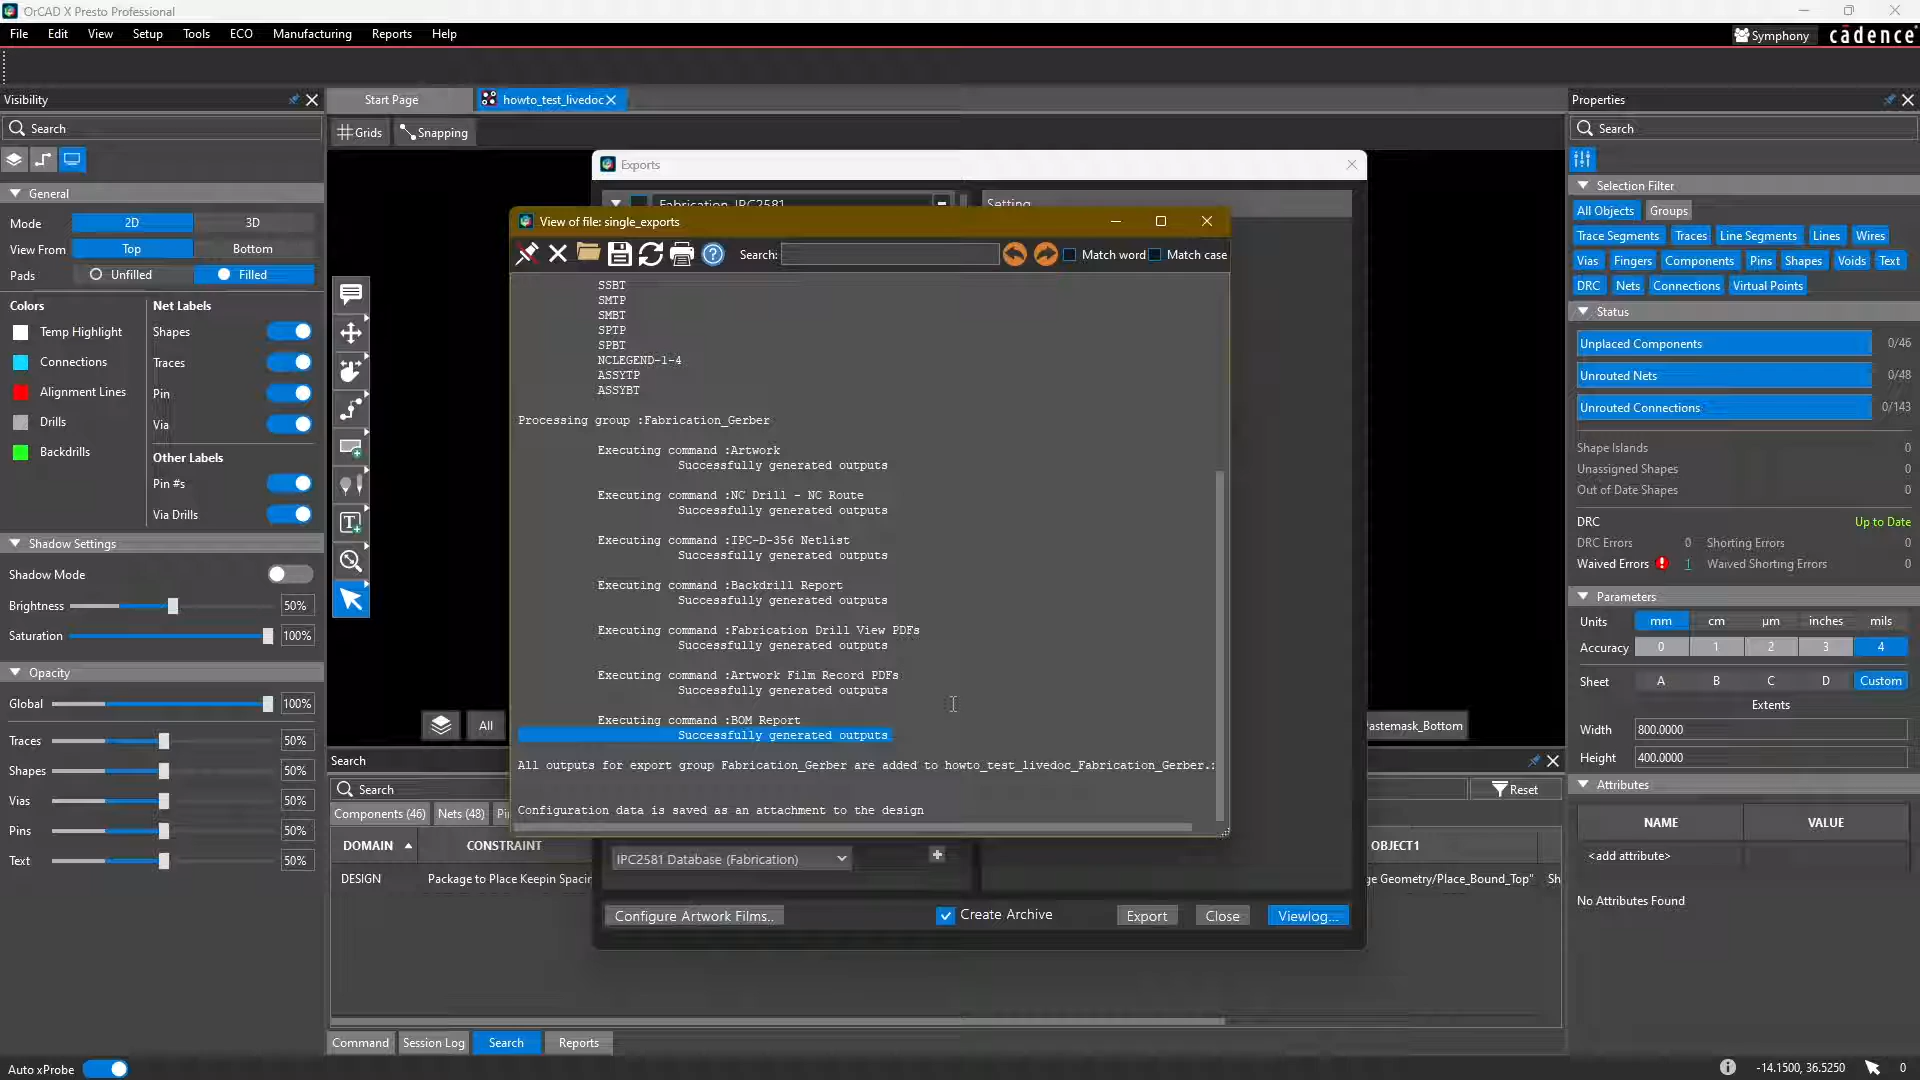 OrCAD X Presto Professional
File Edit View Setup Tools ECO Manufacturing Reports Help
Symphony cādence
Visibility
Start Page
howto_test_livedoc
Properties
Search
Grids
Snapping
Search
General
Mode 2D 3D
View From Top Bottom
Pads Unfilled Filled
Colors
Temp Highlight
Connections
Alignment Lines
Drills
Backdrills
Net Labels
Shapes
Traces
Pin
Via
Other Labels
Pin #s
Via Drills
Shadow Settings
Shadow Mode
Brightness 50%
Saturation 100%
Opacity
Global 100%
Traces 50%
Shapes 50%
Vias 50%
Pins 50%
Text 50%
Exports
Fabrication_IPC2581
Setting
View of file: single_exports
Search:
Match word
Match case
SSBT
SMTP
SMBT
SPTP
SPBT
NCLEGEND-1-4
ASSYTP
ASSYBT
Processing group :Fabrication_Gerber
Executing command :Artwork
Successfully generated outputs
Executing command :NC Drill - NC Route
Successfully generated outputs
Executing command :IPC-D-356 Netlist
Successfully generated outputs
Executing command :Backdrill Report
Successfully generated outputs
Executing command :Fabrication Drill View PDFs
Successfully generated outputs
Executing command :Artwork Film Record PDFs
Successfully generated outputs
Executing command :BOM Report
Successfully generated outputs
All outputs for export group Fabrication_Gerber are added to howto_test_livedoc_Fabrication_Gerber.
Configuration data is saved as an attachment to the design
All
Pastemask_Bottom
IPC2581 Database (Fabrication)
Configure Artwork Films..
Create Archive
Export
Close
Viewlog...
Search
Search
Reset
Components (46) Nets (48)
DOMAIN CONSTRAINT OBJECT1
DESIGN Package to Place Keepin Spacin ge Geometry/Place_Bound_Top" Sh
Command Session Log Search Reports
Selection Filter
All Objects Groups
Trace Segments Traces Line Segments Lines Wires
Vias Fingers Components Pins Shapes Voids Text
DRC Nets Connections Virtual Points
Status
Unplaced Components 0/46
Unrouted Nets 0/48
Unrouted Connections 0/143
Shape Islands 0
Unassigned Shapes 0
Out of Date Shapes 0
DRC Up to Date
DRC Errors 0 Shorting Errors 0
Waived Errors 1 Waived Shorting Errors 0
Parameters
Units mm cm µm inches mils
Accuracy 0 1 2 3 4
Sheet A B C D Custom
Extents
Width 800.0000
Height 400.0000
Attributes
NAME VALUE
<add attribute>
No Attributes Found
Auto xProbe
-14.1500, 36.5250 0